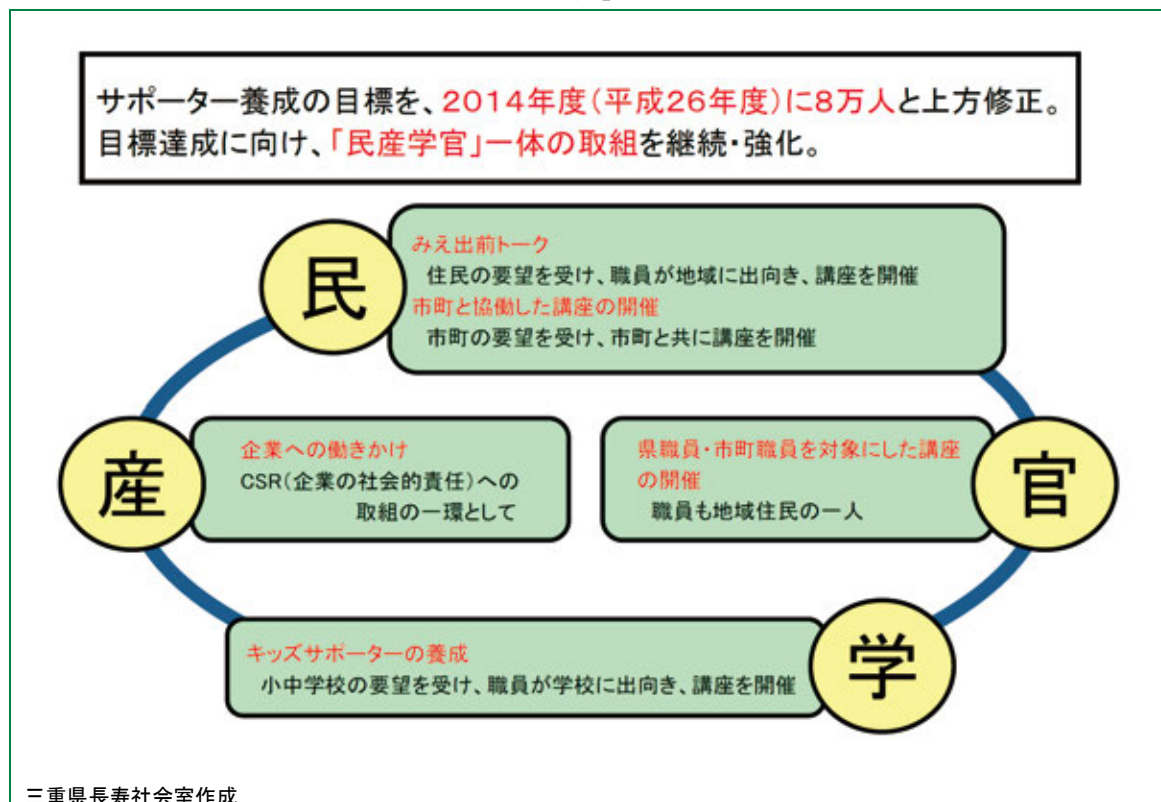 サポーター養成の目標を、2014年度(平成26年度)に8万人と上方修正。
目標達成に向け、「民産学官」一体の取組を継続・強化。
民
みえ出前トーク
住民の要望を受け、職員が地域に出向き、講座を開催
市町と協働した講座の開催
市町の要望を受け、市町と共に講座を開催
産
企業への働きかけ
CSR(企業の社会的責任)への
取組の一環として
県職員・市町職員を対象にした講座
の開催
職員も地域住民の一人
官
キッズサポーターの養成
小中学校の要望を受け、職員が学校に出向き、講座を開催
学
三重県長寿社会室作成